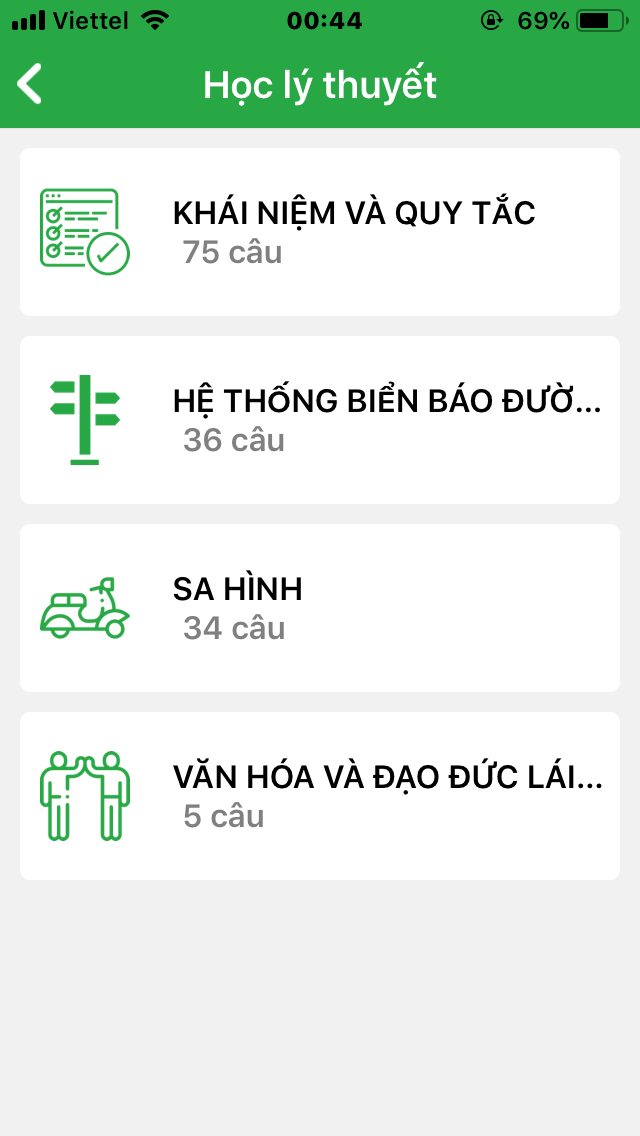 Viettel 00:44 69%
Học lý thuyết
KHÁI NIỆM VÀ QUY TẮC
75 câu
HỆ THỐNG BIỂN BÁO ĐƯỜ...
36 câu
SA HÌNH
34 câu
VĂN HÓA VÀ ĐẠO ĐỨC LÁI...
5 câu